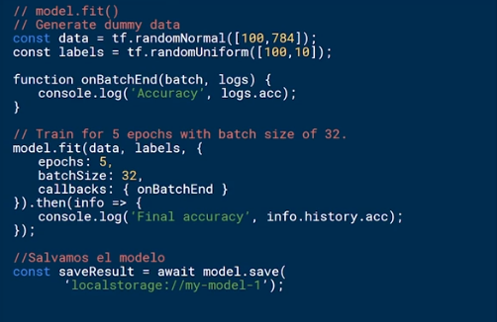 // model.fit()
// Generate dummy data
const data = tf.randomNormal([100,784]);
const labels = tf.randomUniform([100,10]);
function onBatchEnd(batch, logs) {
console.log('Accuracy', logs.acc);
}
// Train for 5 epochs with batch size of 32.
model.fit(data, labels, {
epochs: 5,
batchSize: 32,
callbacks: { onBatchEnd }
}).then(info => {
console.log('Final accuracy', info.history.acc);
});
//Salvamos el modelo
const saveResult = await model.save(
'localstorage://my-model-1');